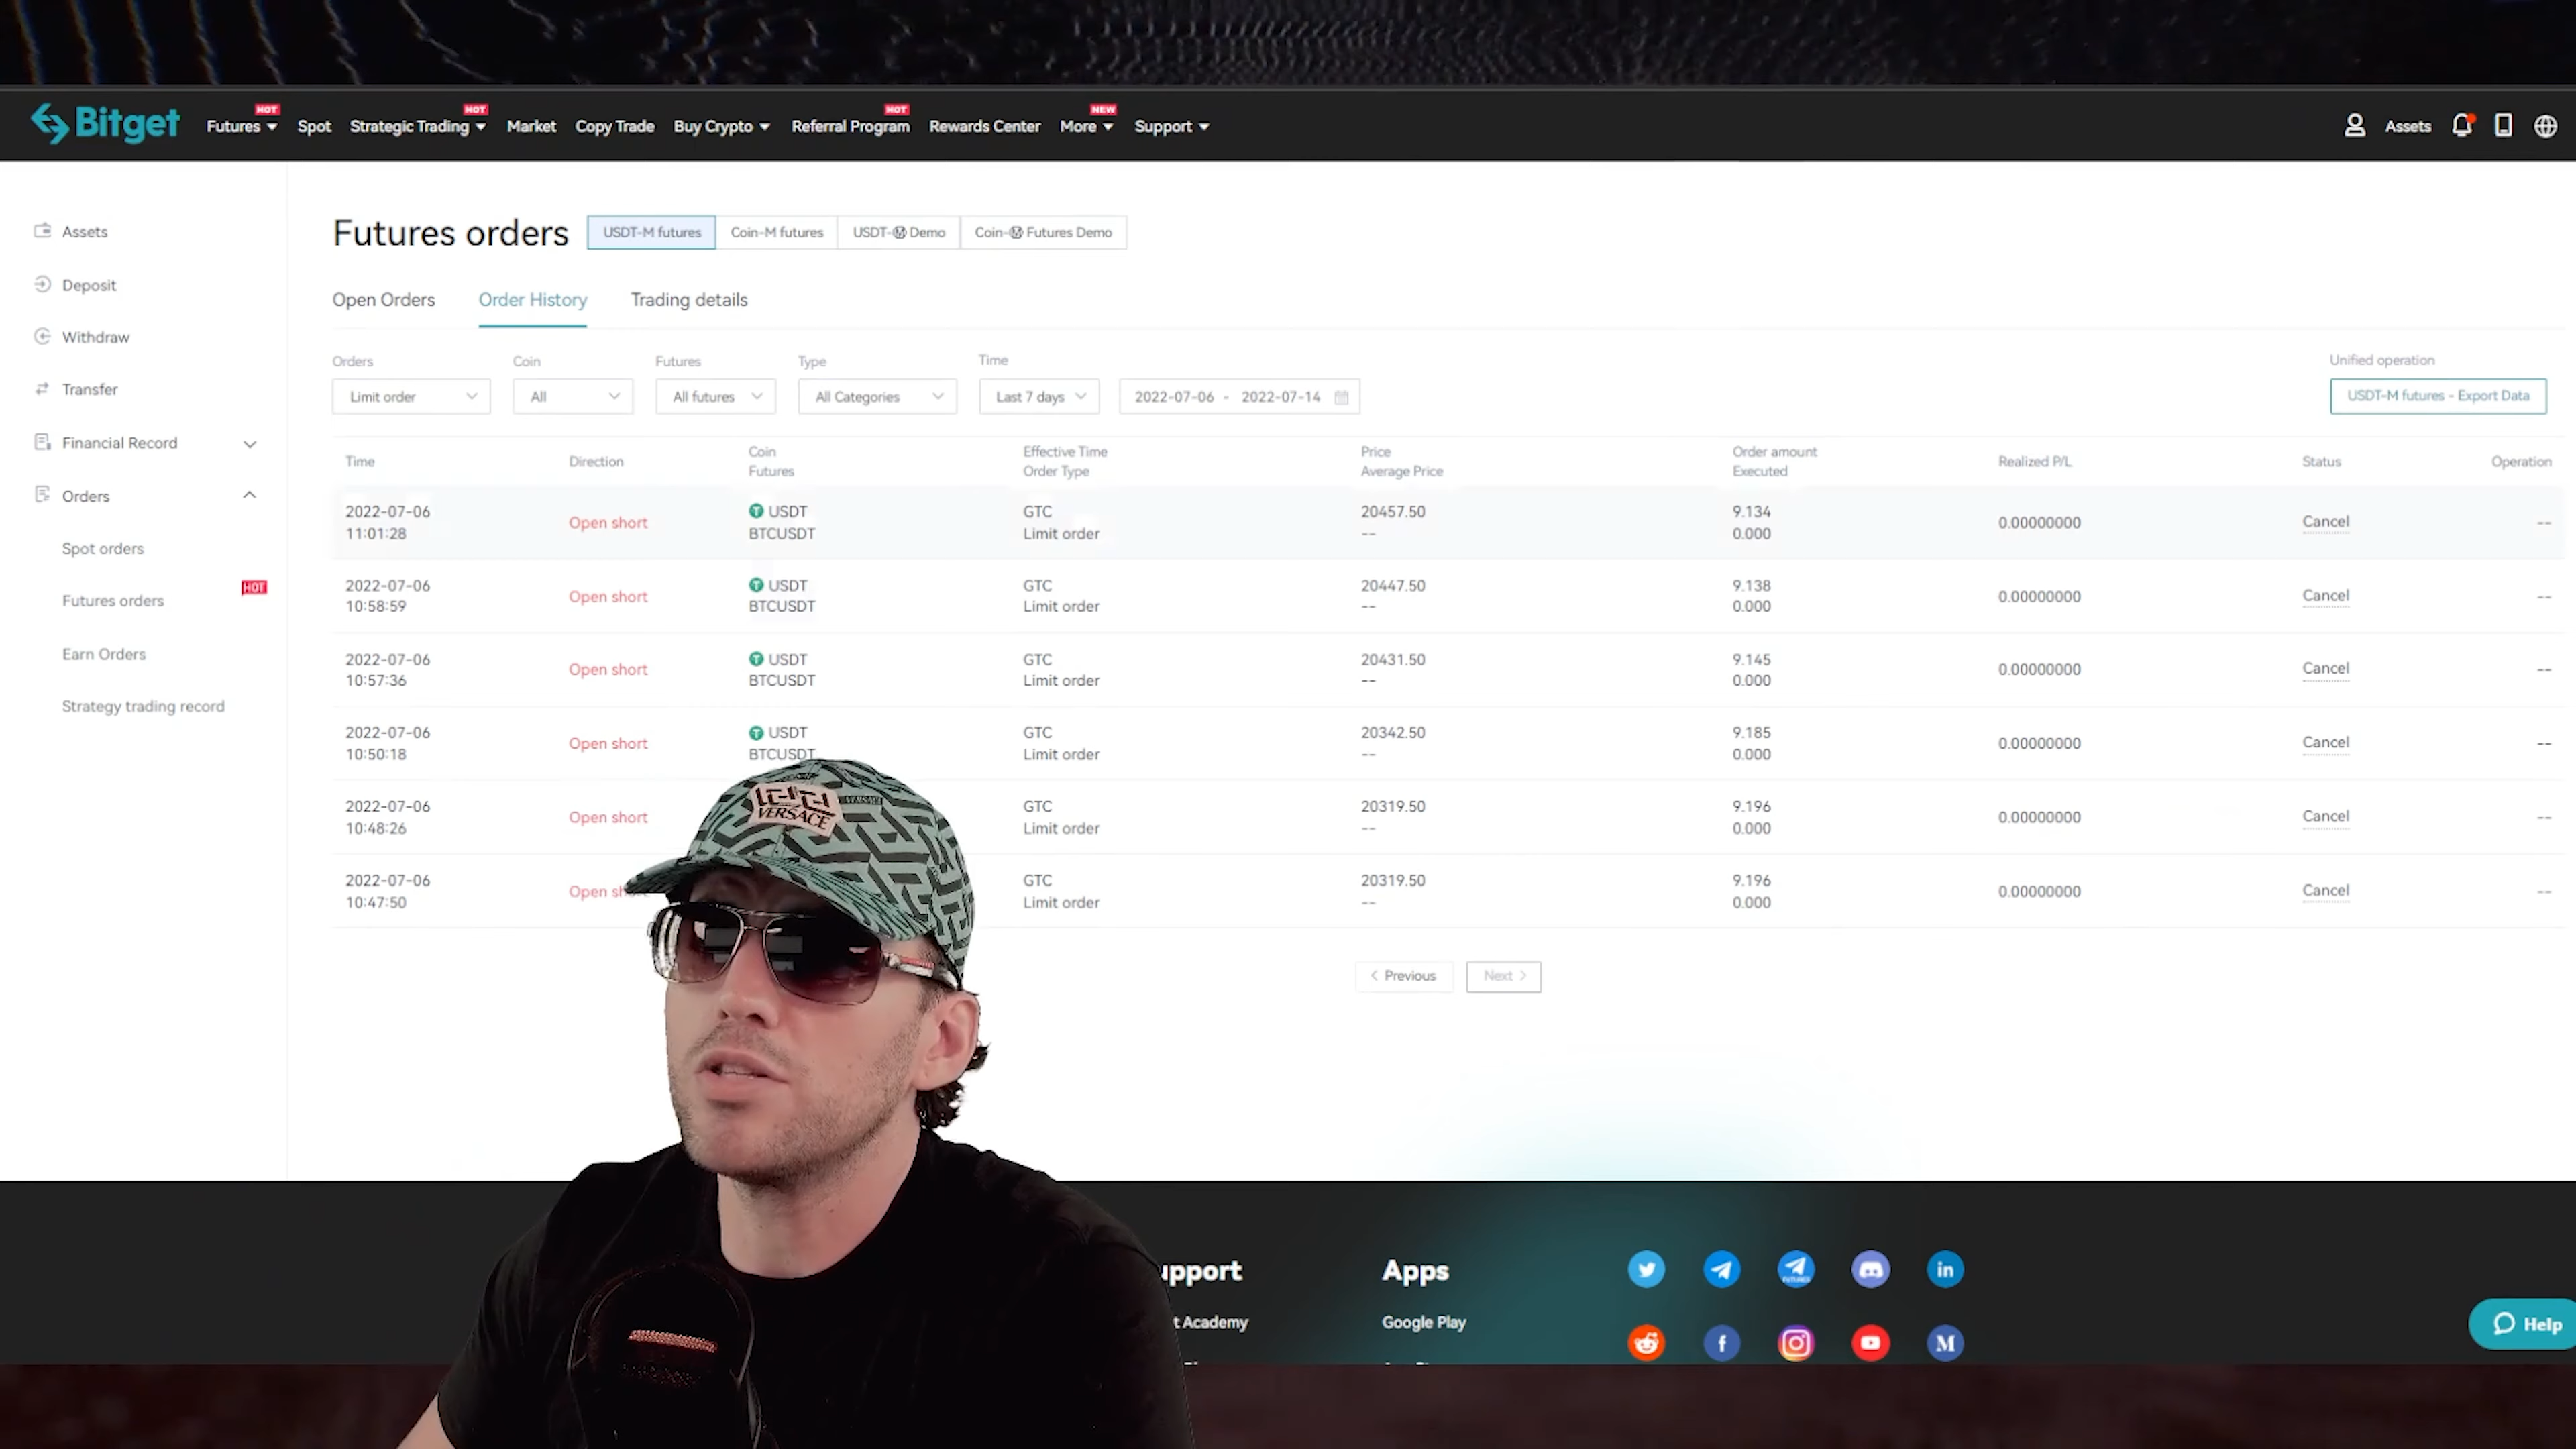 Bitget
Futures HOT Spot Strategic Trading HOT Market Copy Trade Buy Crypto Referral Program HOT Rewards Center More NEW Support Assets
Assets
Deposit
Withdraw
Transfer
Financial Record
Orders
Spot orders
Futures orders HOT
Earn Orders
Strategy trading record
Futures orders USDT-M futures Coin-M futures USDT-Ⓜ Demo Coin-Ⓜ Futures Demo
Open Orders Order History Trading details
Orders Coin Futures Type Time Unified operation
Limit order All All futures All Categories Last 7 days 2022-07-06 - 2022-07-14 USDT-M futures - Export Data
Time Direction Coin Futures Effective Time Order Type Price Average Price Order amount Executed Realized P/L Status Operation
2022-07-06 USDT GTC 20457.50 9.134
11:01:28 Open short BTCUSDT Limit order -- 0.000 0.00000000 Cancel --
2022-07-06 USDT GTC 20447.50 9.138
10:58:59 Open short BTCUSDT Limit order -- 0.000 0.00000000 Cancel --
2022-07-06 USDT GTC 20431.50 9.145
10:57:36 Open short BTCUSDT Limit order -- 0.000 0.00000000 Cancel --
2022-07-06 USDT GTC 20342.50 9.185
10:50:18 Open short BTCUSDT Limit order -- 0.000 0.00000000 Cancel --
2022-07-06 GTC 20319.50 9.196
10:48:26 Open short Limit order -- 0.000 0.00000000 Cancel --
2022-07-06 GTC 20319.50 9.196
10:47:50 Open Limit order -- 0.000 0.00000000 Cancel --
VERSACE
< Previous Next >
upport Apps
t Academy Google Play
Help